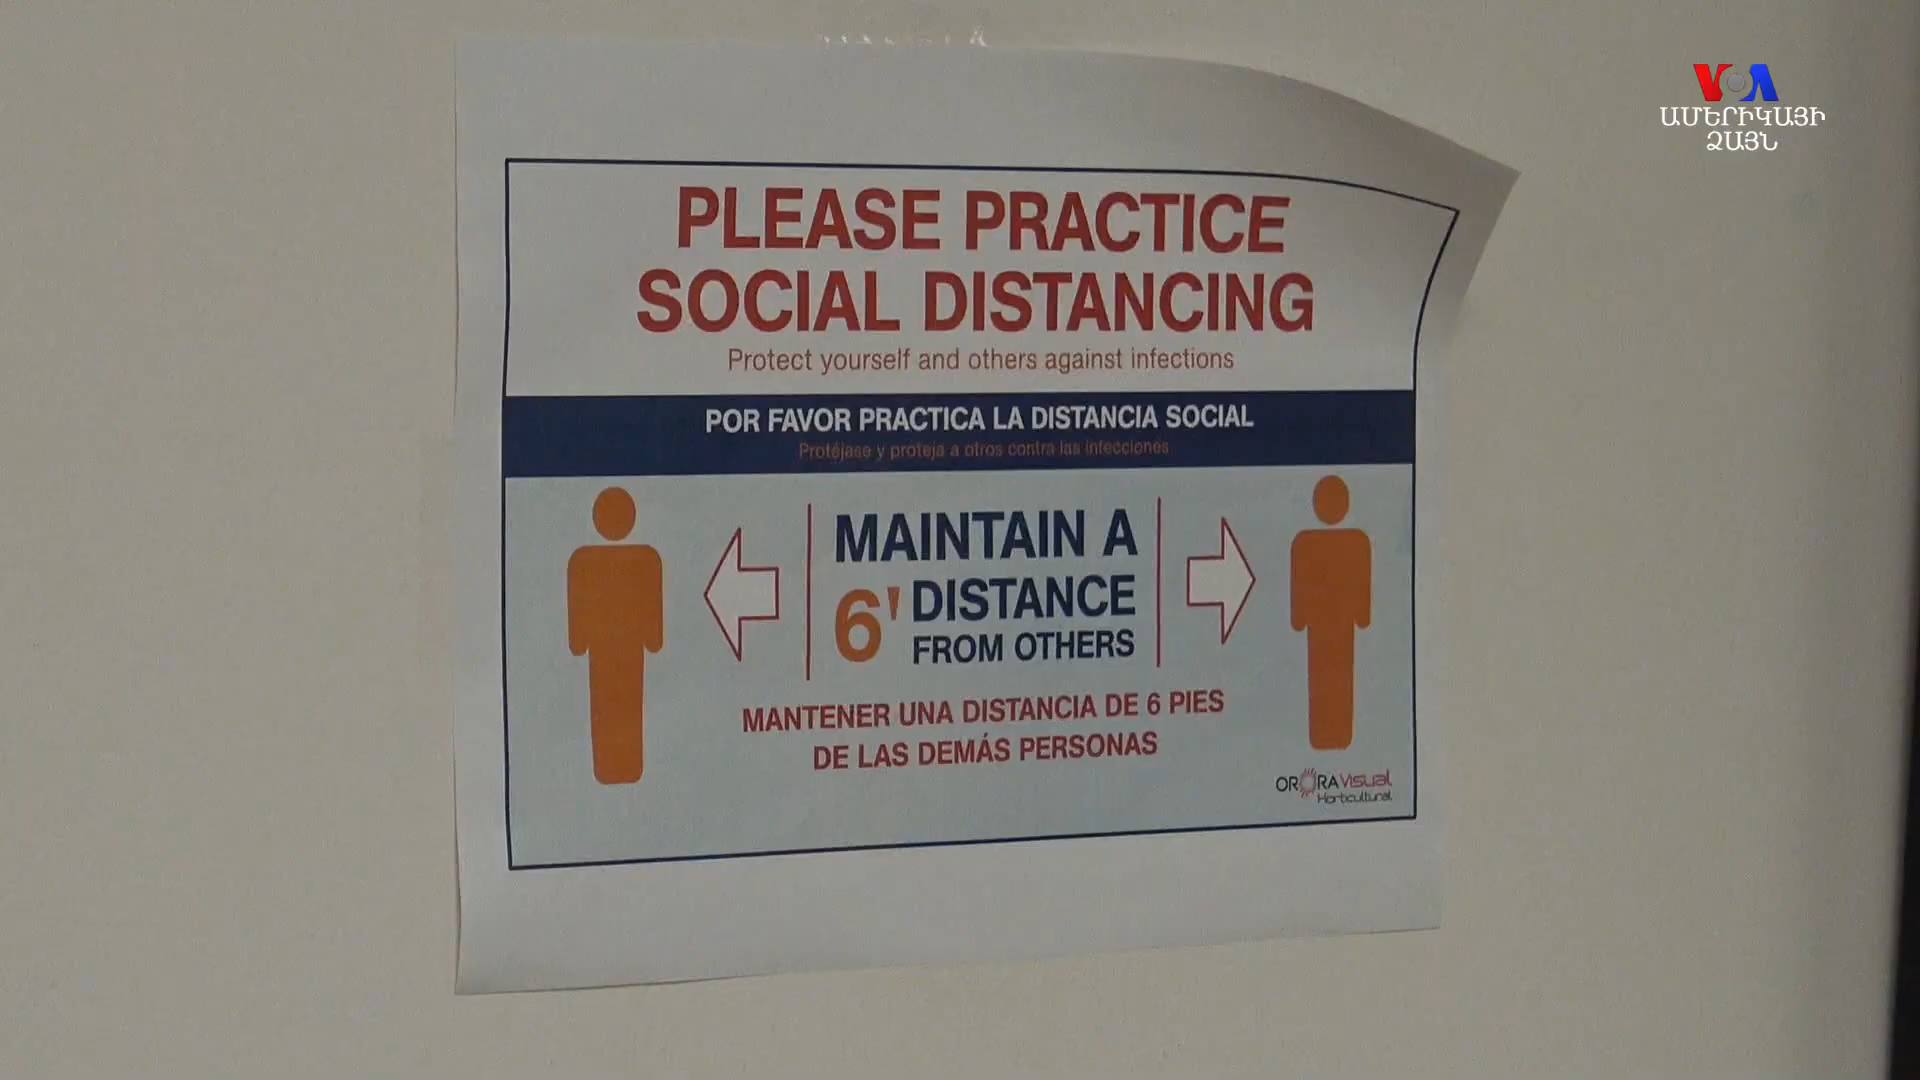 VOA
ԱՄԵՐԻԿԱՅԻ
ՁԱՅՆ
PLEASE PRACTICE
SOCIAL DISTANCING
Protect yourself and others against infections
POR FAVOR PRACTICA LA DISTANCIA SOCIAL
Protéjase y proteja a otros contra las infecciones
MAINTAIN A
6' DISTANCE
FROM OTHERS
MANTENER UNA DISTANCIA DE 6 PIES
DE LAS DEMÁS PERSONAS
ORORA Visual
Horticultural